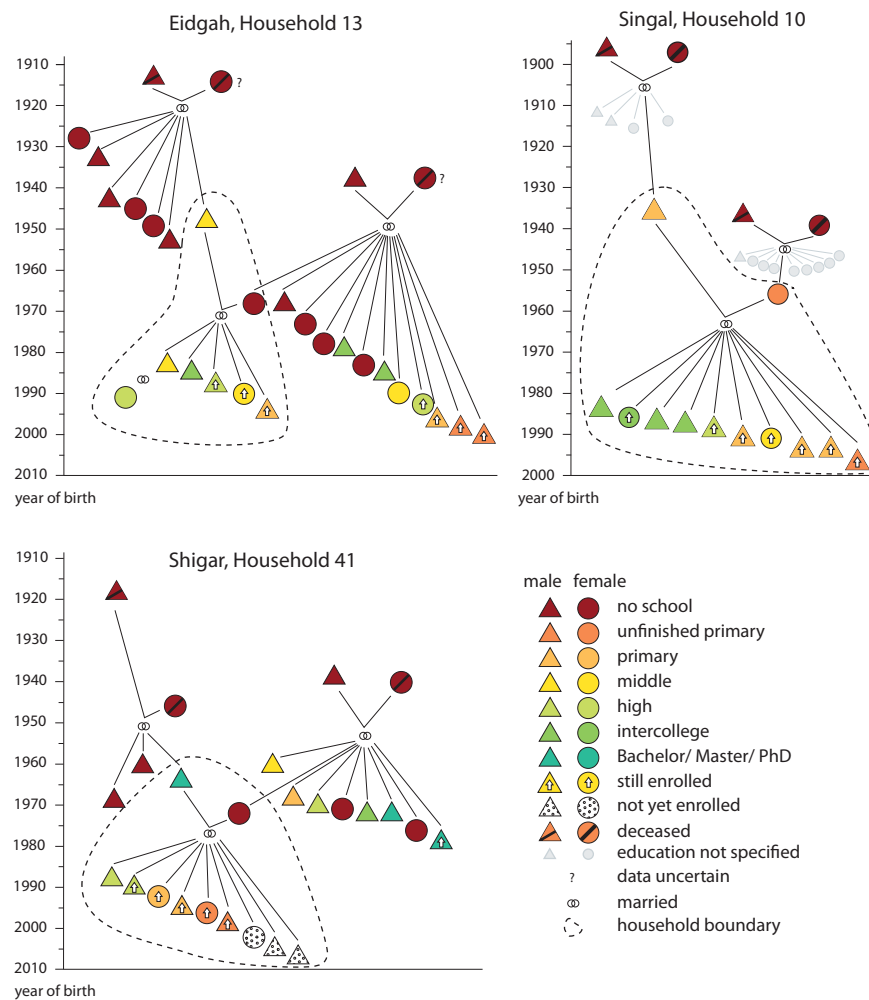 Eidgah, Household 13
1910
1920
1930
1940
1950
1960
1970
1980
1990
2000
2010
?
?
year of birth
Singal, Household 10
1900
1910
1920
1930
1940
1950
1960
1970
1980
1990
2000
year of birth
Shigar, Household 41
1910
1920
1930
1940
1950
1960
1970
1980
1990
2000
2010
year of birth
male female
no school
unfinished primary
primary
middle
high
intercollege
Bachelor/ Master/ PhD
still enrolled
not yet enrolled
deceased
education not specified
? data uncertain
married
household boundary